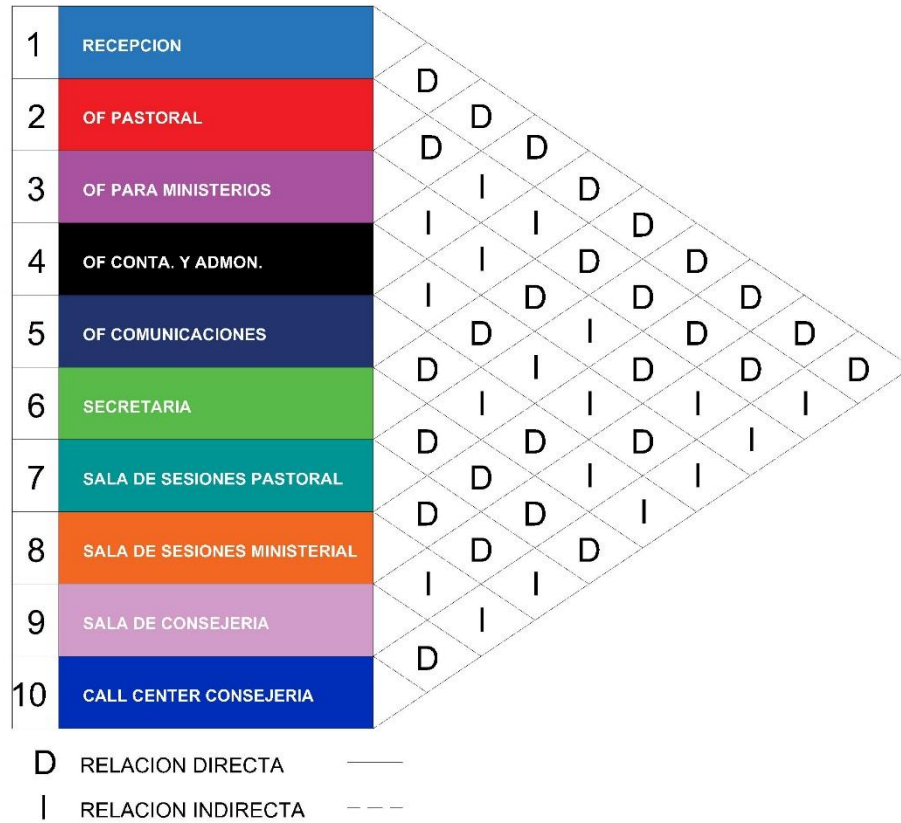 1 RECEPCION
D
2 OF PASTORAL D
D D
3 OF PARA MINISTERIOS I D
I I D
4 OF CONTA. Y ADMON. I D D
I D D D
5 OF COMUNICACIONES D I D D
D I D D D
6 SECRETARIA I I I I
D D D I
7 SALA DE SESIONES PASTORAL D I I
D D I
8 SALA DE SESIONES MINISTERIAL D D
I I
9 SALA DE CONSEJERIA I
D
10 CALL CENTER CONSEJERIA
D RELACION DIRECTA
I RELACION INDIRECTA